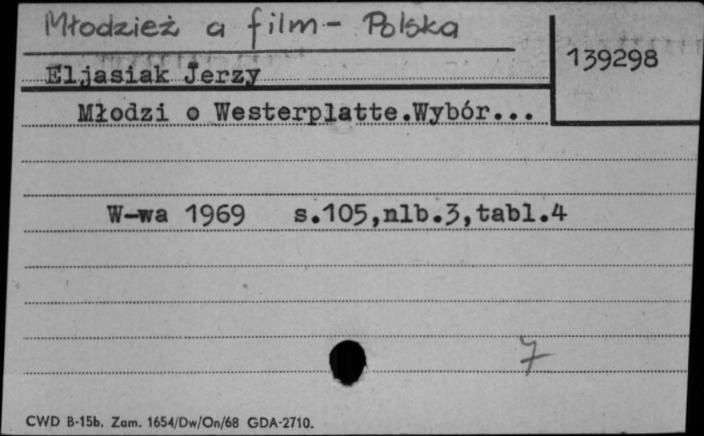 Młodzież a film - Polska
139298
Eljasiak Jerzy
Młodzi o Westerplatte.Wybór...
W-wa 1969 s.105,nlb.3,tabl.4
7
CWD B-15b. Zam. 1654/Dw/On/68 GDA-2710.